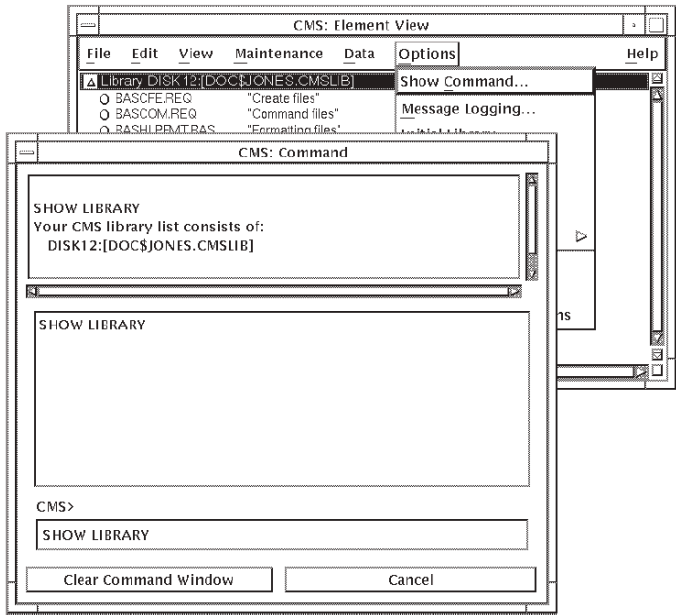 CMS: Element View
File Edit View Maintenance Data Options Help
Library DISK12:[DOC$JONES.CMSLIB]
BASCFE.REQ "Create files"
BASCOM.REQ "Command files"
"Formatting files"
Show Command...
Message Logging...
CMS: Command
SHOW LIBRARY
Your CMS library list consists of:
DISK12:[DOC$JONES.CMSLIB]
SHOW LIBRARY
CMS>
SHOW LIBRARY
Clear Command Window Cancel